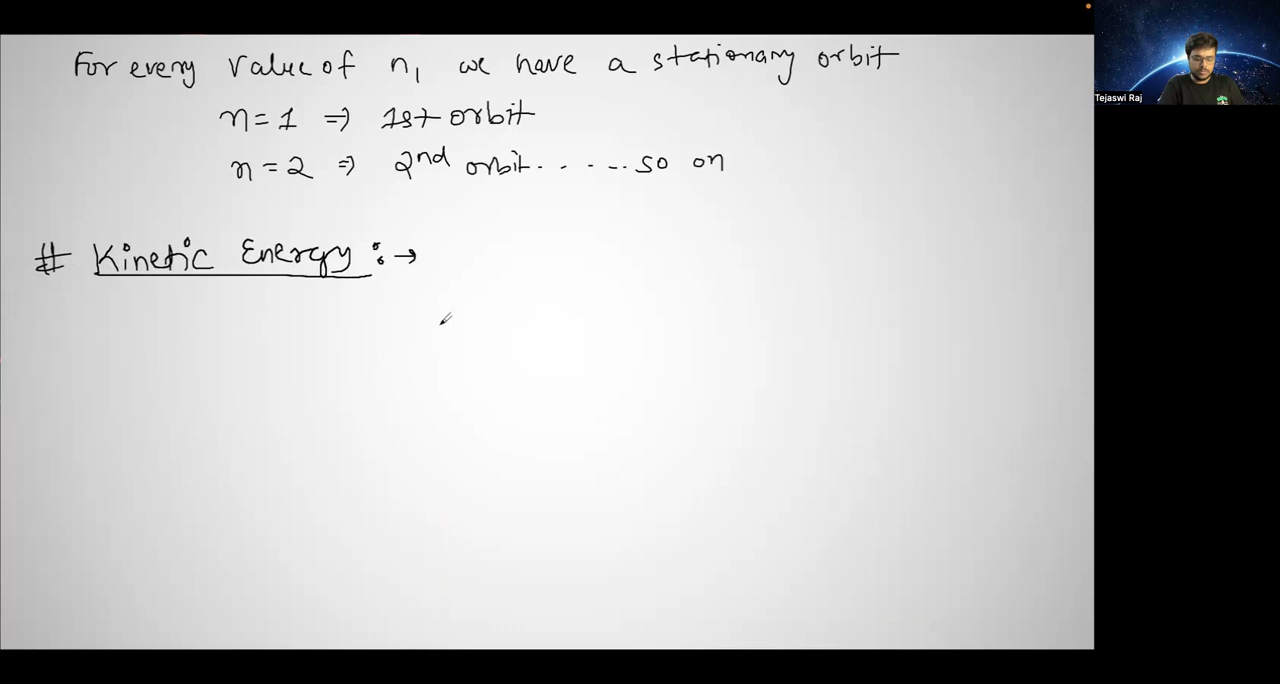 For every value of n, we have a stationary orbit
n = 1 ⇒ 1st orbit
n = 2 ⇒ 2nd orbit. . . . . . so on
# Kinetic Energy :→
Tejaswi Raj